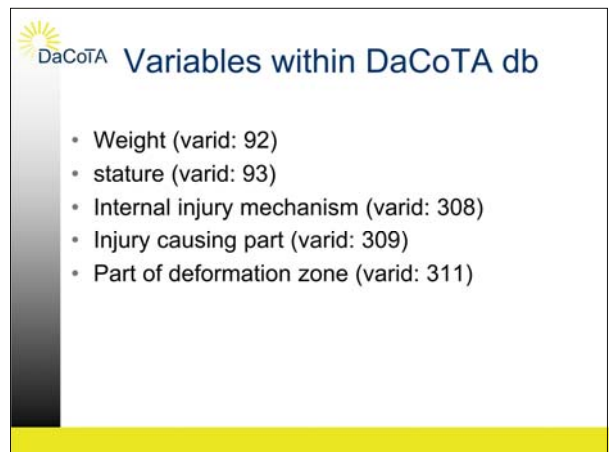 DaCoTA
Variables within DaCoTA db
• Weight (varid: 92)
• stature (varid: 93)
• Internal injury mechanism (varid: 308)
• Injury causing part (varid: 309)
• Part of deformation zone (varid: 311)